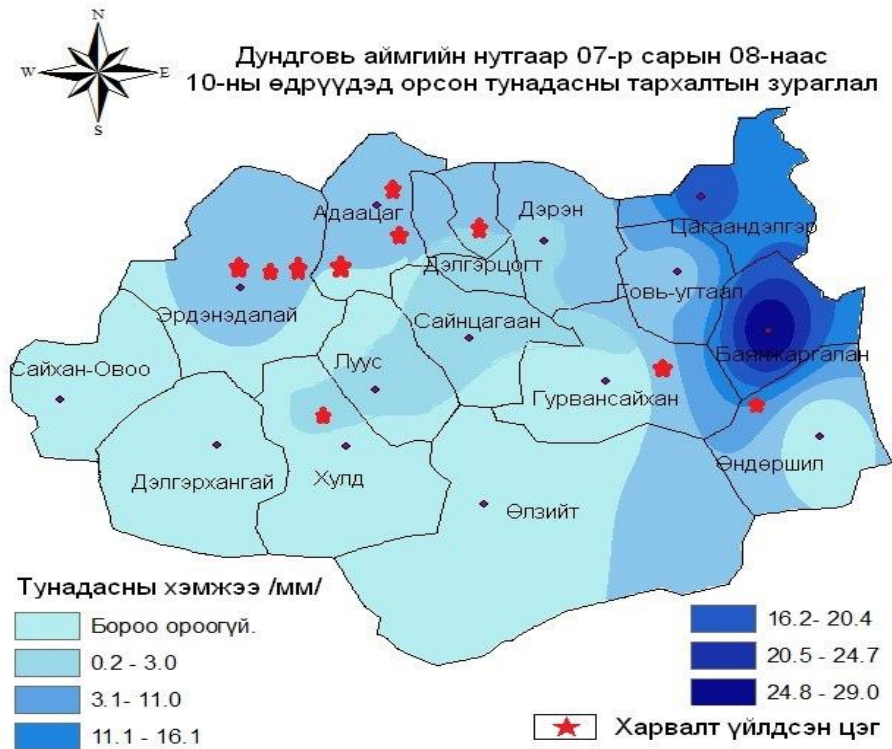 N
W E
S
Дундговь аймгийн нутгаар 07-р сарын 08-наас
10-ны өдрүүдэд орсон тунадасны тархалтын зураглал
Адаацаг
Дэрэн
Цагаандэлгэр
Дэлгэрцогт
Говь-угтаал
Эрдэнэдалай
Сайнцагаан
Баянжаргалан
Сайхан-Овоо
Луус
Гурвансайхан
Өндөршил
Дэлгэрхангай
Хулд
Өлзийт
Тунадасны хэмжээ /мм/
Бороо ороогүй.
0.2 - 3.0
3.1- 11.0
11.1 - 16.1
16.2- 20.4
20.5 - 24.7
24.8 - 29.0
Харвалт үйлдсэн цэг